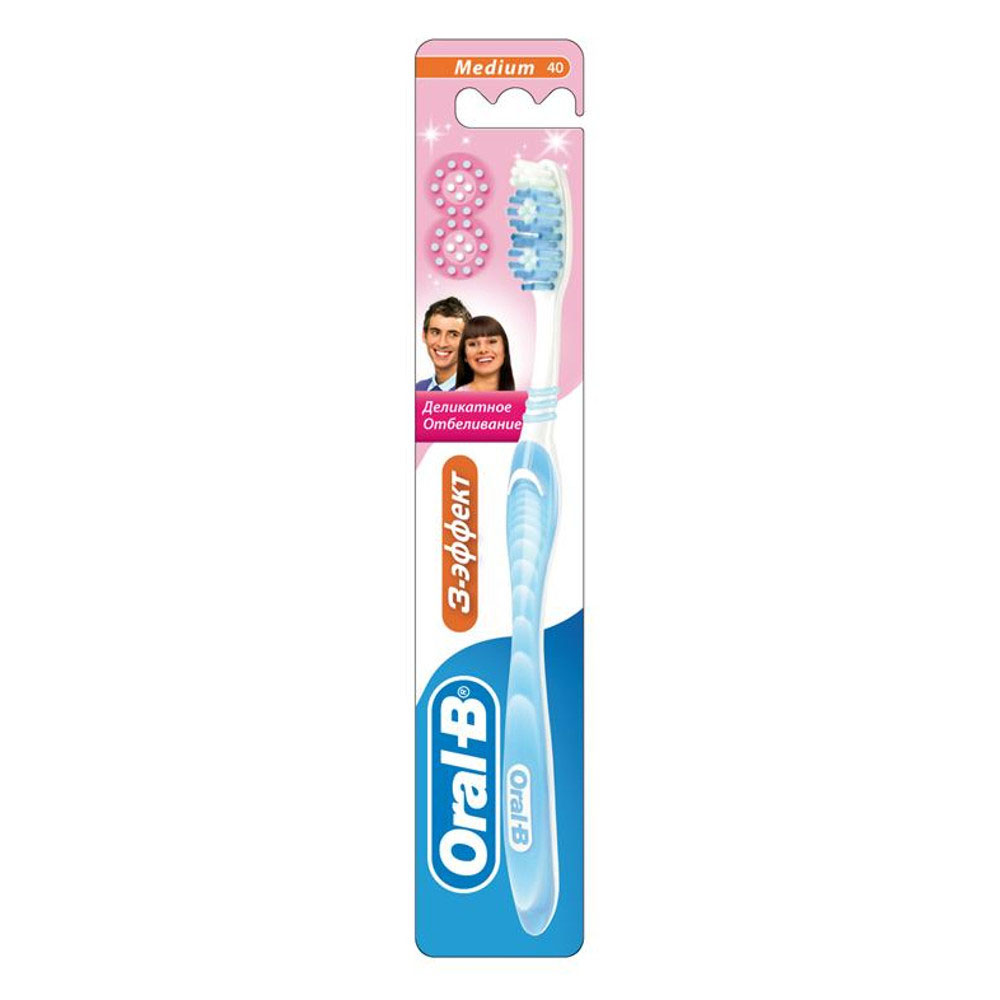 Medium 40
Деликатное
Отбеливание
3-эффект
Oral-B®
Oral-B